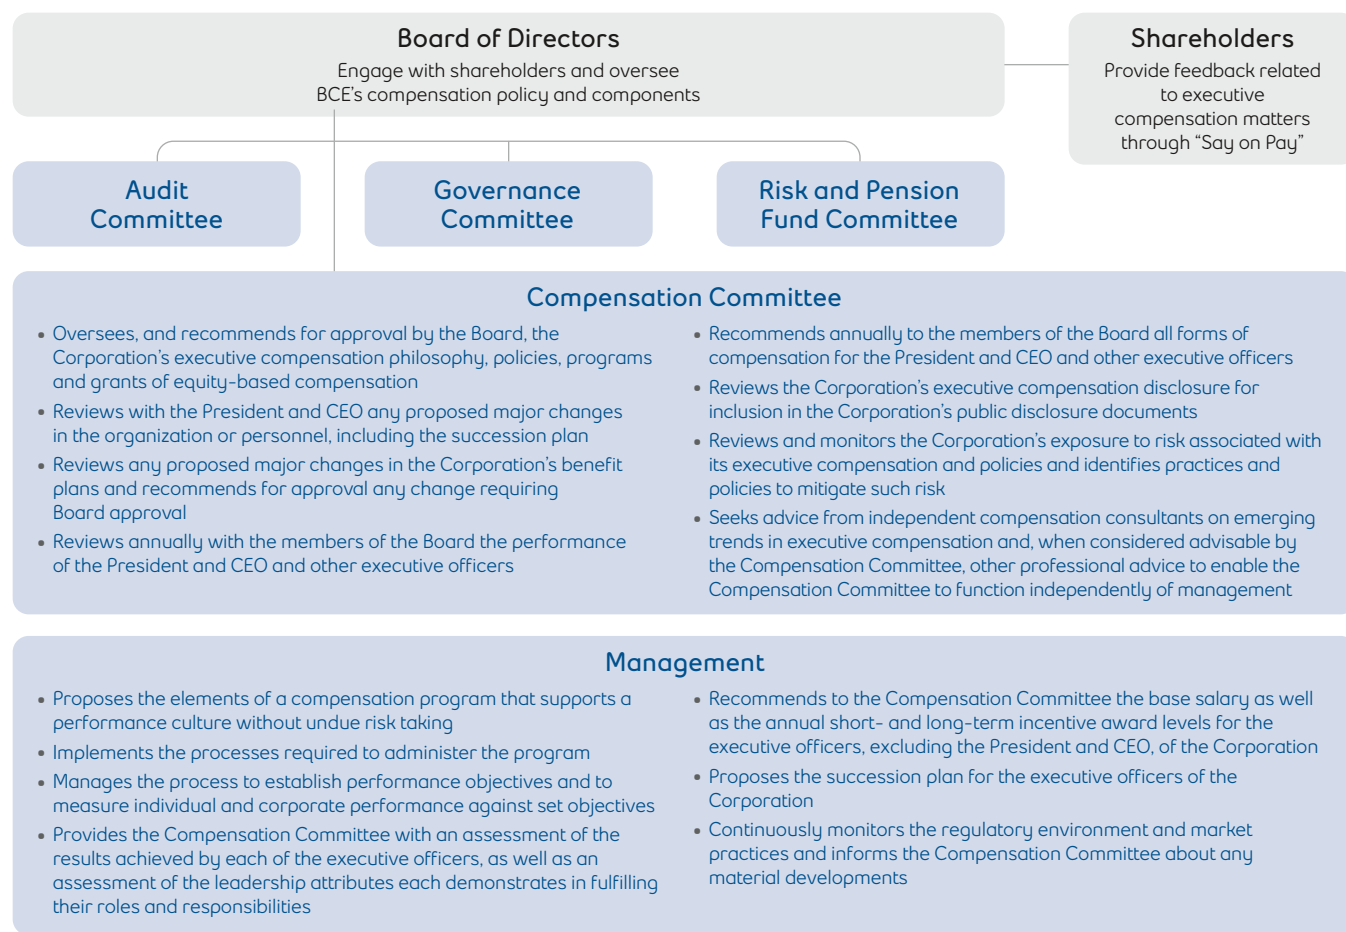 Board of Directors
Engage with shareholders and oversee
BCE's compensation policy and components
Shareholders
Provide feedback related
to executive
compensation matters
through “Say on Pay”
Audit
Committee
Governance
Committee
Risk and Pension
Fund Committee
Compensation Committee
• Oversees, and recommends for approval by the Board, the
Corporation's executive compensation philosophy, policies, programs
and grants of equity-based compensation
• Reviews with the President and CEO any proposed major changes
in the organization or personnel, including the succession plan
• Reviews any proposed major changes in the Corporation's benefit
plans and recommends for approval any change requiring
Board approval
• Reviews annually with the members of the Board the performance
of the President and CEO and other executive officers
• Recommends annually to the members of the Board all forms of
compensation for the President and CEO and other executive officers
• Reviews the Corporation's executive compensation disclosure for
inclusion in the Corporation's public disclosure documents
• Reviews and monitors the Corporation's exposure to risk associated with
its executive compensation and policies and identifies practices and
policies to mitigate such risk
• Seeks advice from independent compensation consultants on emerging
trends in executive compensation and, when considered advisable by
the Compensation Committee, other professional advice to enable the
Compensation Committee to function independently of management
Management
• Proposes the elements of a compensation program that supports a
performance culture without undue risk taking
• Implements the processes required to administer the program
• Manages the process to establish performance objectives and to
measure individual and corporate performance against set objectives
• Provides the Compensation Committee with an assessment of the
results achieved by each of the executive officers, as well as an
assessment of the leadership attributes each demonstrates in fulfilling
their roles and responsibilities
• Recommends to the Compensation Committee the base salary as well
as the annual short- and long-term incentive award levels for the
executive officers, excluding the President and CEO, of the Corporation
• Proposes the succession plan for the executive officers of the
Corporation
• Continuously monitors the regulatory environment and market
practices and informs the Compensation Committee about any
material developments